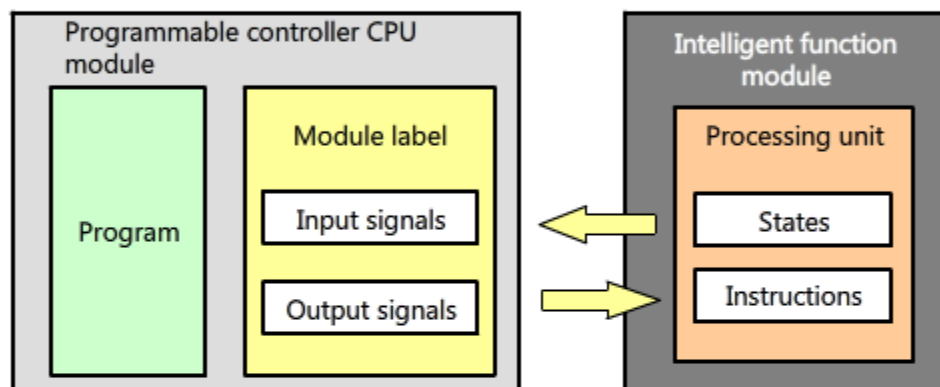 Programmable controller CPU
module
Program
Module label
Input signals
Output signals
Intelligent function
module
Processing unit
States
Instructions